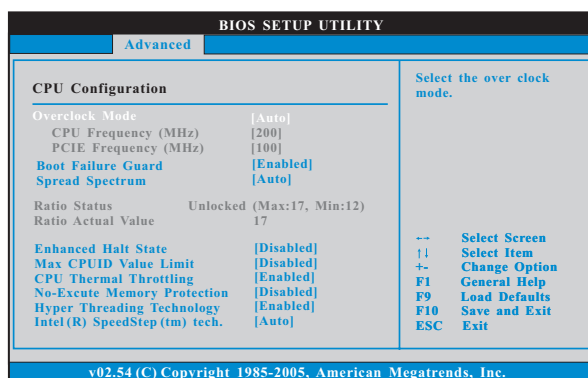 BIOS SETUP UTILITY
Advanced
CPU Configuration
Overclock Mode [Auto]
CPU Frequency (MHz) [200]
PCIE Frequency (MHz) [100]
Boot Failure Guard [Enabled]
Spread Spectrum [Auto]
Ratio Status Unlocked (Max:17, Min:12)
Ratio Actual Value 17
Enhanced Halt State [Disabled]
Max CPUID Value Limit [Disabled]
CPU Thermal Throttling [Enabled]
No-Excute Memory Protection [Disabled]
Hyper Threading Technology [Enabled]
Intel (R) SpeedStep (tm) tech. [Auto]
Select the over clock
mode.
←→ Select Screen
↑↓ Select Item
+- Change Option
F1 General Help
F9 Load Defaults
F10 Save and Exit
ESC Exit
v02.54 (C) Copyright 1985-2005, American Megatrends, Inc.